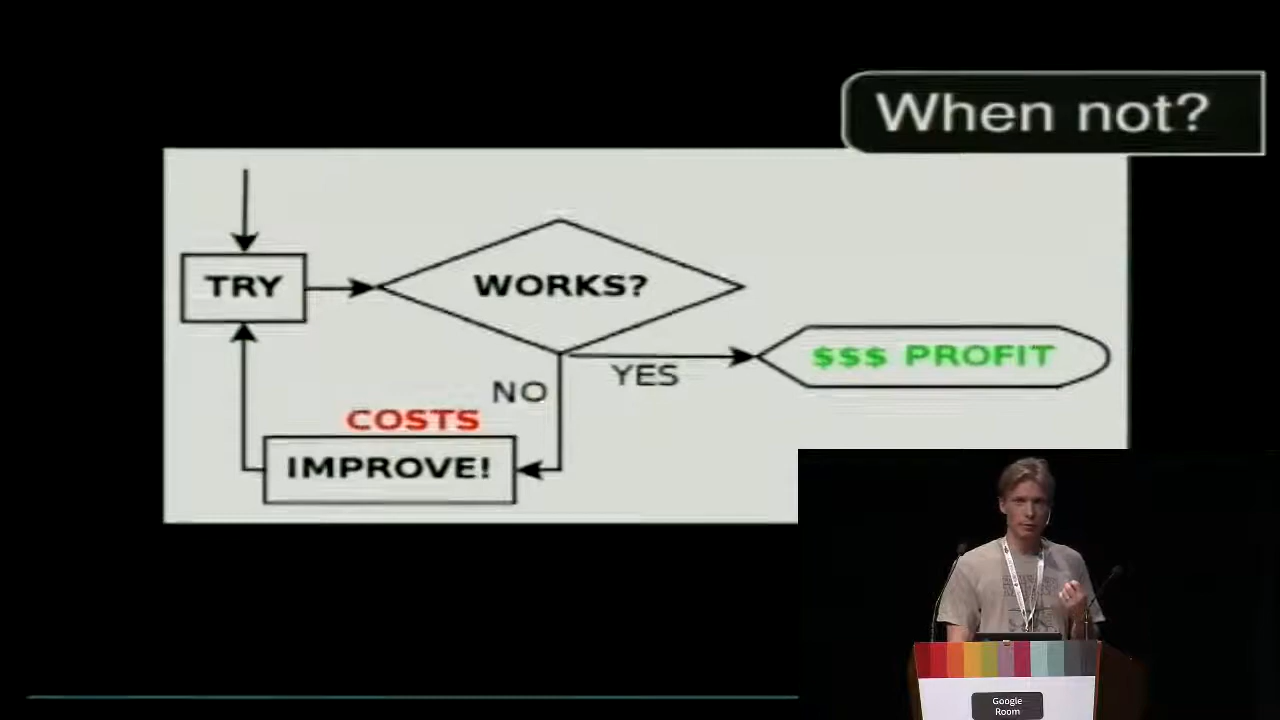 When not?
TRY
WORKS?
$$$ PROFIT
YES
NO
COSTS
IMPROVE!
Google
Room